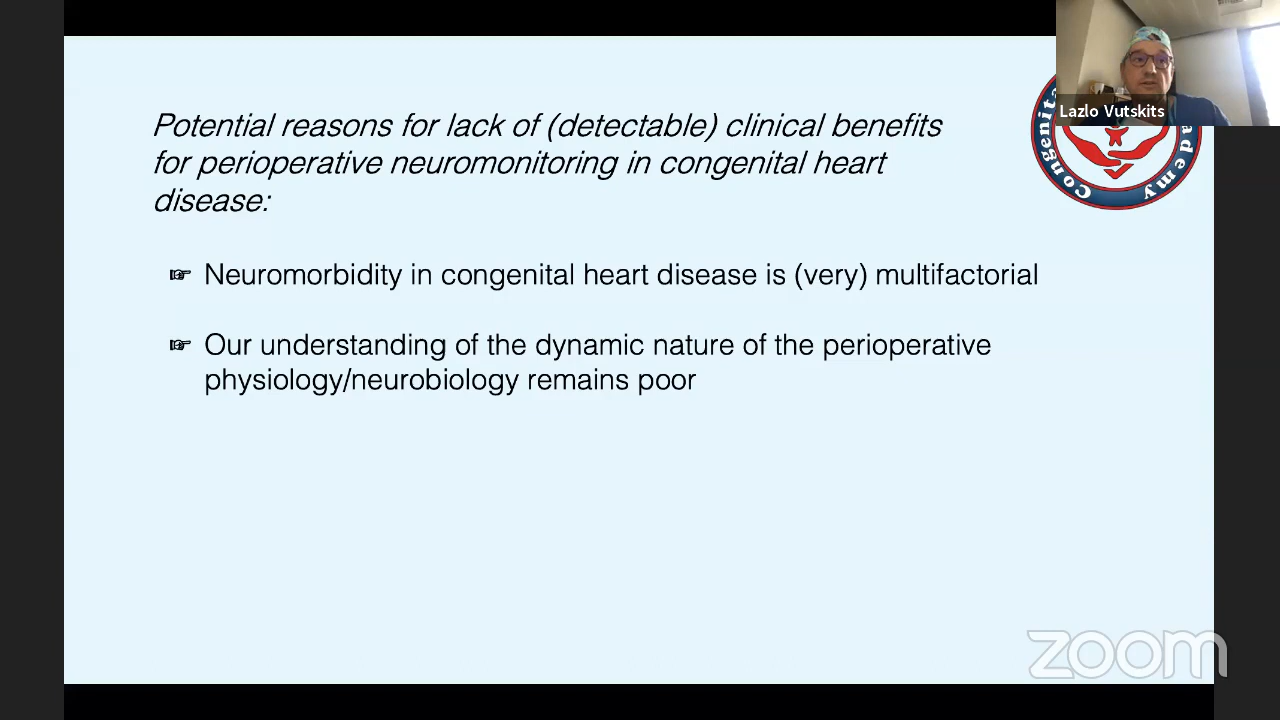 Potential reasons for lack of (detectable) clinical benefits
for perioperative neuromonitoring in congenital heart
disease:
☞ Neuromorbidity in congenital heart disease is (very) multifactorial
☞ Our understanding of the dynamic nature of the perioperative
physiology/neurobiology remains poor
Lazlo Vutskits
Congenita
ademy
zoom